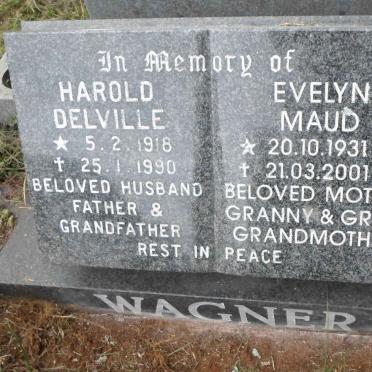 In Memory of
HAROLD
DELVILLE
★ 5.2.1918
✝ 25.1.1990
BELOVED HUSBAND
FATHER &
GRANDFATHER
EVELYN
MAUD
★ 20.10.1931
✝ 21.03.2001
BELOVED MOT
GRANNY & GR
GRANDMOTH
REST IN PEACE
WAGNER